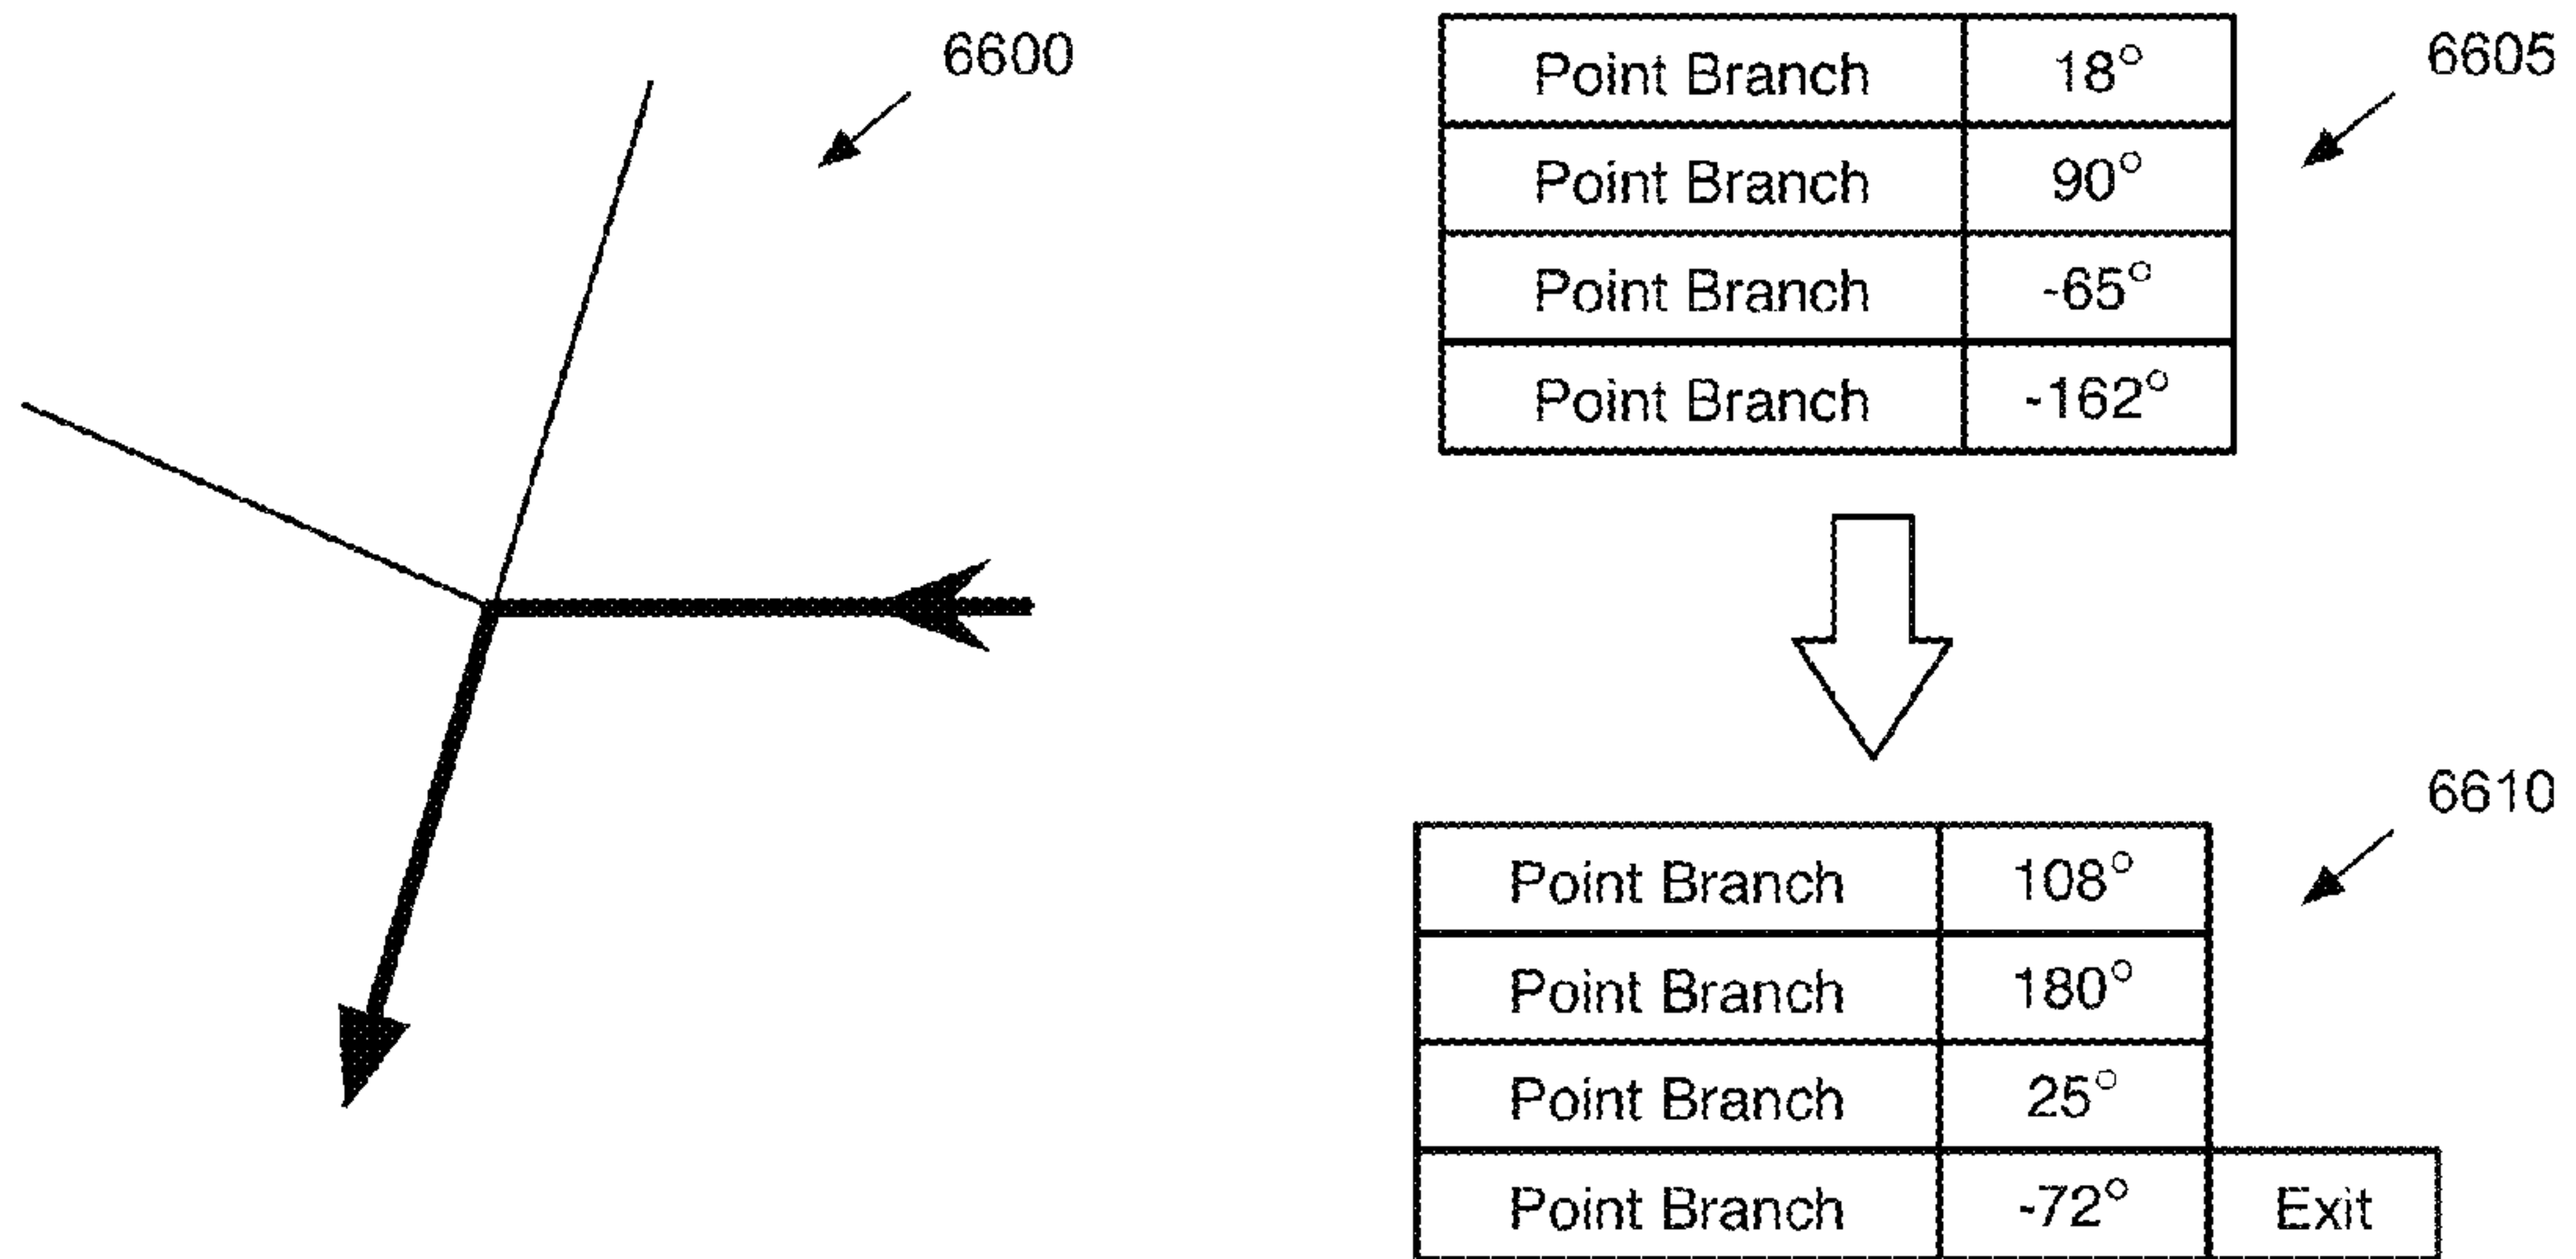 6600
Point Branch 18°
6605
Point Branch 90°
Point Branch -65°
Point Branch -162°
6610
Point Branch 108°
Point Branch 180°
Point Branch 25°
Point Branch -72° Exit